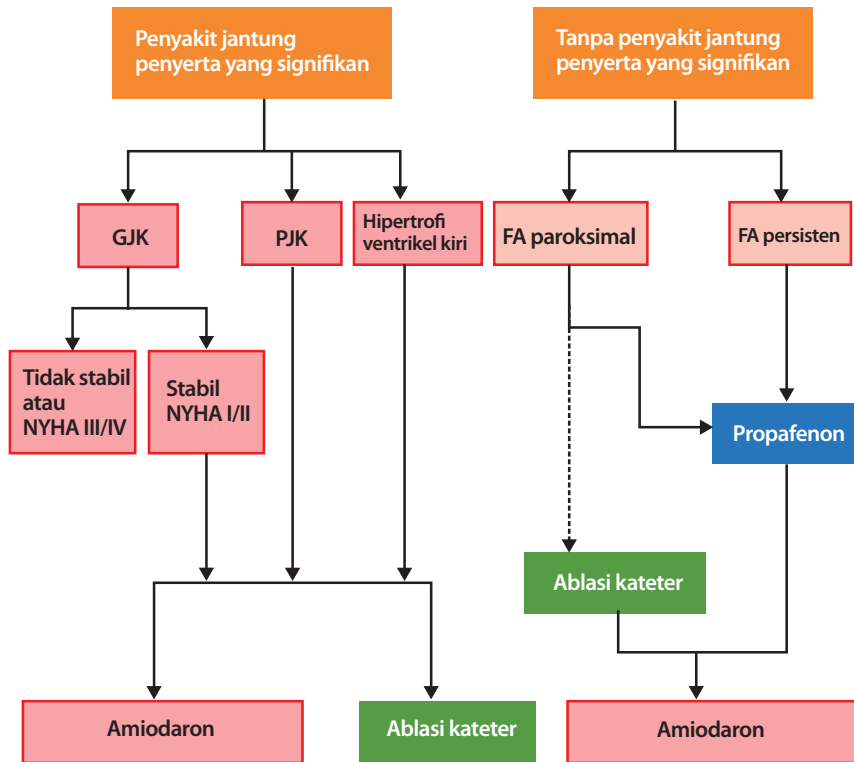 Penyakit jantung
penyerta yang signifikan
Tanpa penyakit jantung
penyerta yang signifikan
GJK
PJK
Hipertrofi
ventrikel kiri
FA paroksimal
FA persisten
Tidak stabil
atau
NYHA III/IV
Stabil
NYHA I/II
Propafenon
Ablasi kateter
Amiodaron
Ablasi kateter
Amiodaron